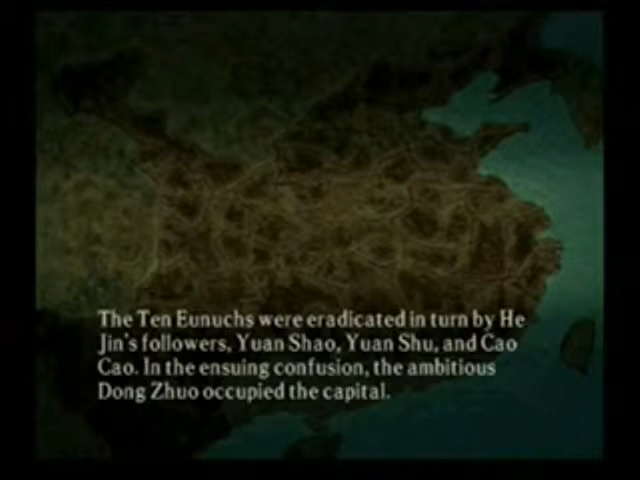 The Ten Eunuchs were eradicated in turn by He
Jin's followers, Yuan Shao, Yuan Shu, and Cao
Cao. In the ensuing confusion, the ambitious
Dong Zhuo occupied the capital.